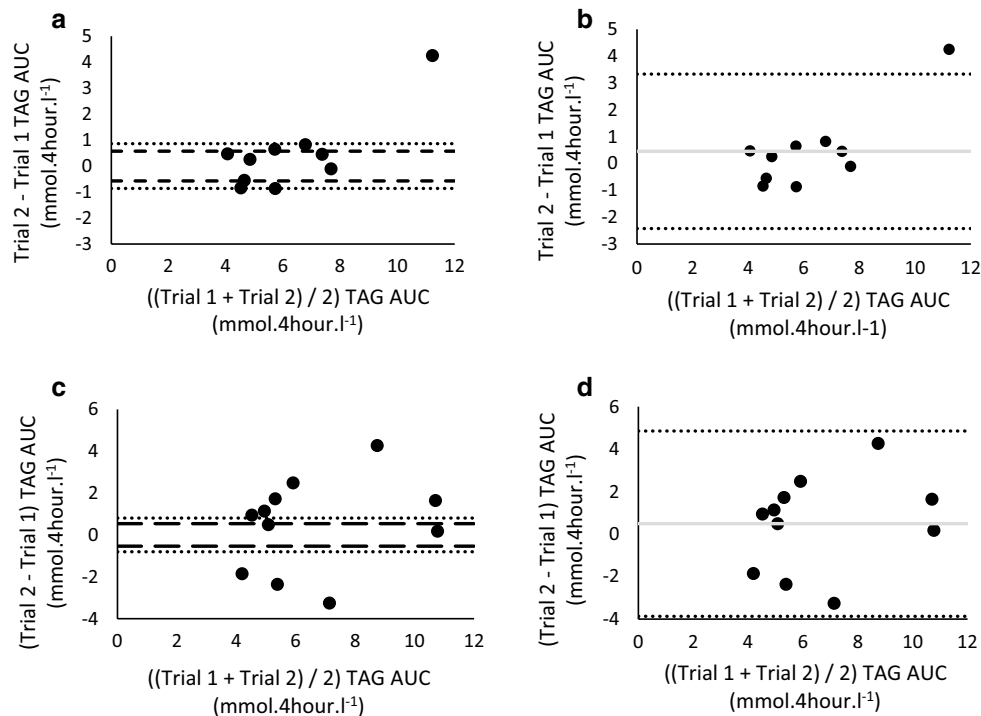 a
Trial 2 - Trial 1 TAG AUC
(mmol.4hour.l⁻¹)
5
4
3
2
1
0
-1
-2
-3
0 2 4 6 8 10 12
((Trial 1 + Trial 2) / 2) TAG AUC
(mmol.4hour.l⁻¹)
b
Trial 2 - Trial 1 TAG AUC
(mmol.4hour.l⁻¹)
5
4
3
2
1
0
-1
-2
-3
0 2 4 6 8 10 12
((Trial 1 + Trial 2) / 2) TAG AUC
(mmol.4hour.l-1)
c
(Trial 2 - Trial 1) TAG AUC
(mmol.4hour.l⁻¹)
6
4
2
0
-2
-4
0 2 4 6 8 10 12
((Trial 1 + Trial 2) / 2) TAG AUC
(mmol.4hour.l⁻¹)
d
(Trial 2 - Trial 1) TAG AUC
(mmol.4hour.l⁻¹)
6
4
2
0
-2
-4
0 2 4 6 8 10 12
((Trial 1 + Trial 2) / 2) TAG AUC
(mmol.4hour.l⁻¹)